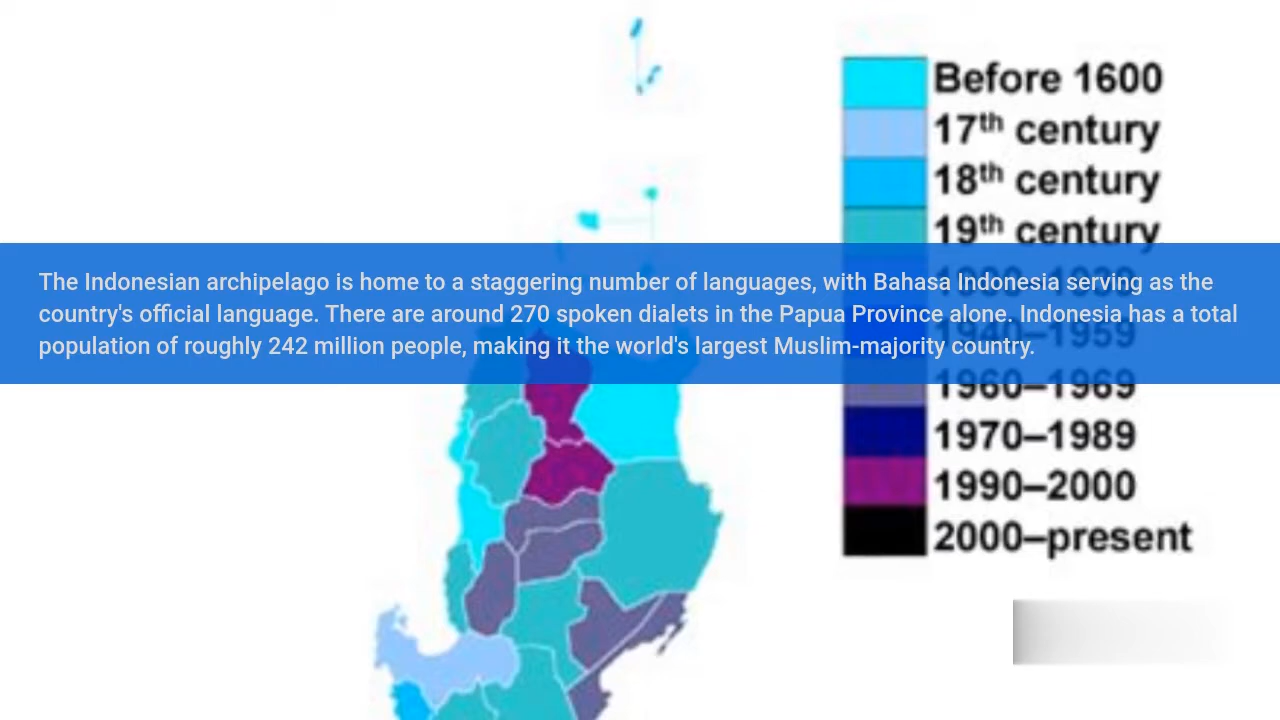 Before 1600
17th century
18th century
19th century
The Indonesian archipelago is home to a staggering number of languages, with Bahasa Indonesia serving as the
country's official language. There are around 270 spoken dialets in the Papua Province alone. Indonesia has a total
population of roughly 242 million people, making it the world's largest Muslim-majority country.
1940–1959
1960–1969
1970–1989
1990–2000
2000–present